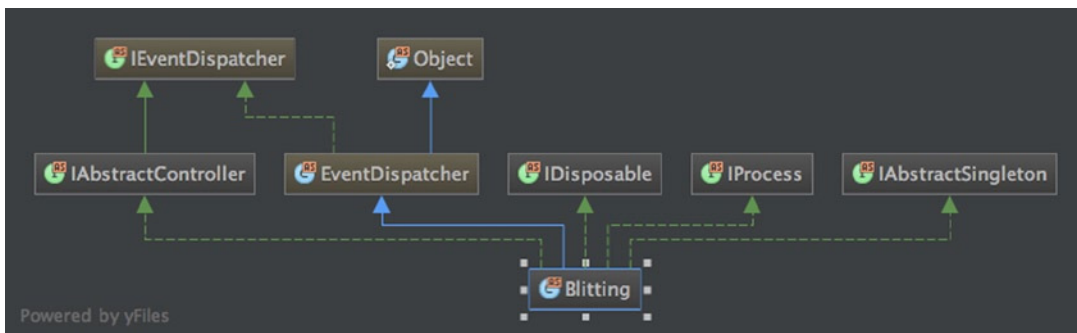 IEventDispatcher
Object
IAbstractController
EventDispatcher
IDisposable
IProcess
IAbstractSingleton
Blitting
Powered by yFiles